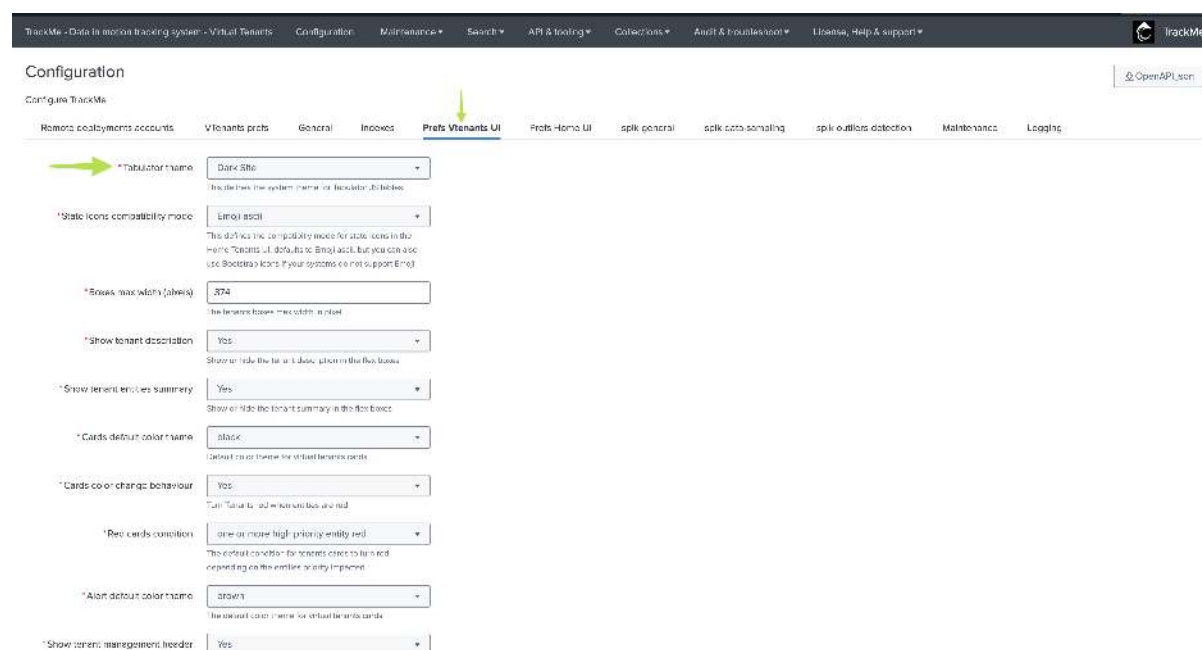 TrackMe - Data in motion tracking system - Virtual Tenants Configuration Maintenance Search API & tooling Collections Audit & troubleshoot License, Help & support TrackMe
Configuration
OpenAPI_son
Configure TrackMe
Remote deployments accounts VTenants prefs General Indexes Prefs Vtenants UI Prefs Home UI splk general splk data-sampling splk outliers detection Maintenance Logging
*Tabulator theme Dark Site
This defines the system theme for Tabulator JS tables
*State icons compatibility mode Emoji ascii
This defines the compatibility mode for state icons in the
Home Tenants UI, defaults to Emoji ascii, but you can also
use Bootstrap icons if your systems do not support Emoji
*Boxes max width (pixels) 374
The tenants boxes max width in pixel
*Show tenant description Yes
Show or hide the tenant description in the flex boxes
*Show tenant entities summary Yes
Show or hide the tenant summary in the flex boxes
*Cards default color theme black
Default color theme for virtual tenants cards
*Cards color change behaviour Yes
Turn Tenants red when entities are red
*Red cards condition one or more high priority entity red
The default condition for tenants cards to turn red
depending on the entities priority impacted
*Alert default color theme brown
The default color theme for virtual tenants cards
*Show tenant management header Yes